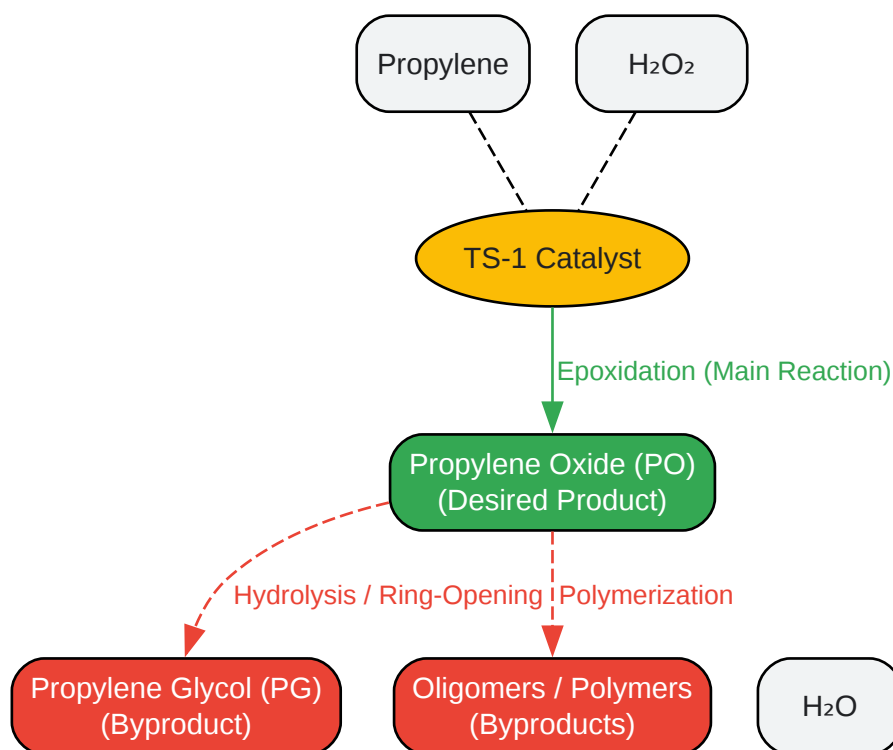 Propylene
H₂O₂
TS-1 Catalyst
Epoxidation (Main Reaction)
Propylene Oxide (PO)
(Desired Product)
Hydrolysis / Ring-Opening
Polymerization
Propylene Glycol (PG)
(Byproduct)
Oligomers / Polymers
(Byproducts)
H₂O